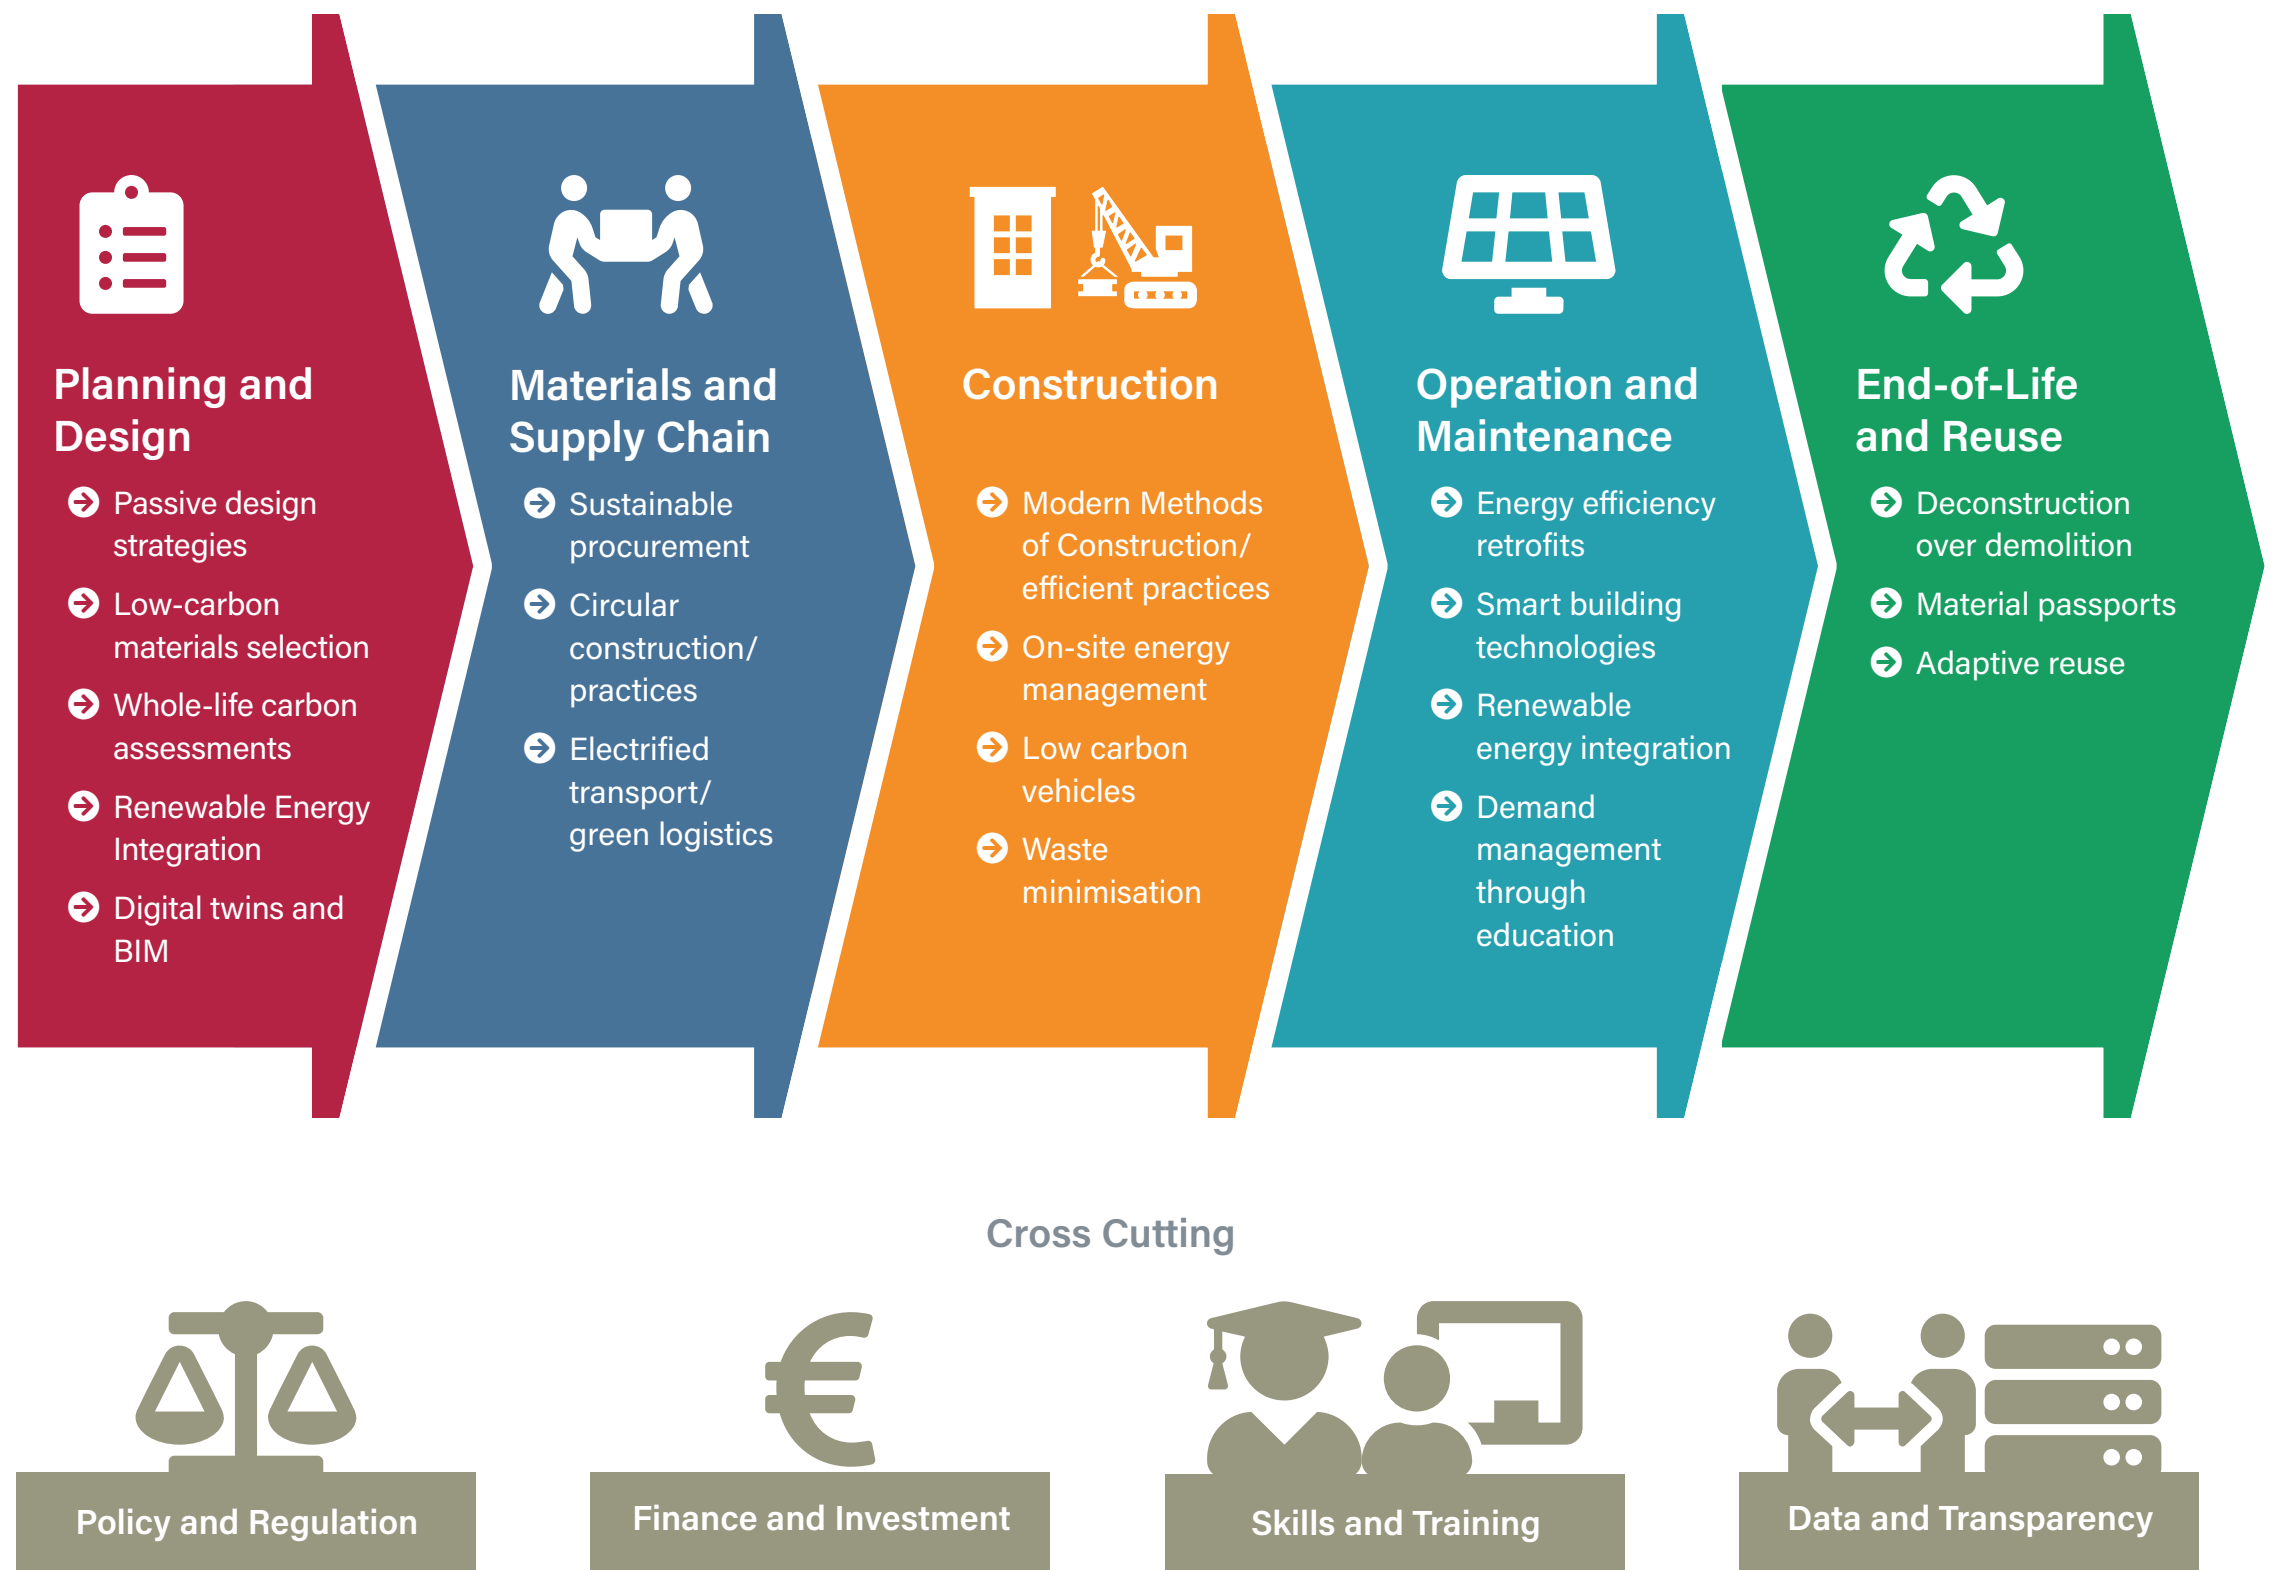 Planning and
Design
Passive design
strategies
Low-carbon
materials selection
Whole-life carbon
assessments
Renewable Energy
Integration
Digital twins and
BIM
Materials and
Supply Chain
Sustainable
procurement
Circular
construction/
practices
Electrified
transport/
green logistics
Construction
Modern Methods
of Construction/
efficient practices
On-site energy
management
Low carbon
vehicles
Waste
minimisation
Operation and
Maintenance
Energy efficiency
retrofits
Smart building
technologies
Renewable
energy integration
Demand
management
through
education
End-of-Life
and Reuse
Deconstruction
over demolition
Material passports
Adaptive reuse
Cross Cutting
€
Policy and Regulation
Finance and Investment
Skills and Training
Data and Transparency